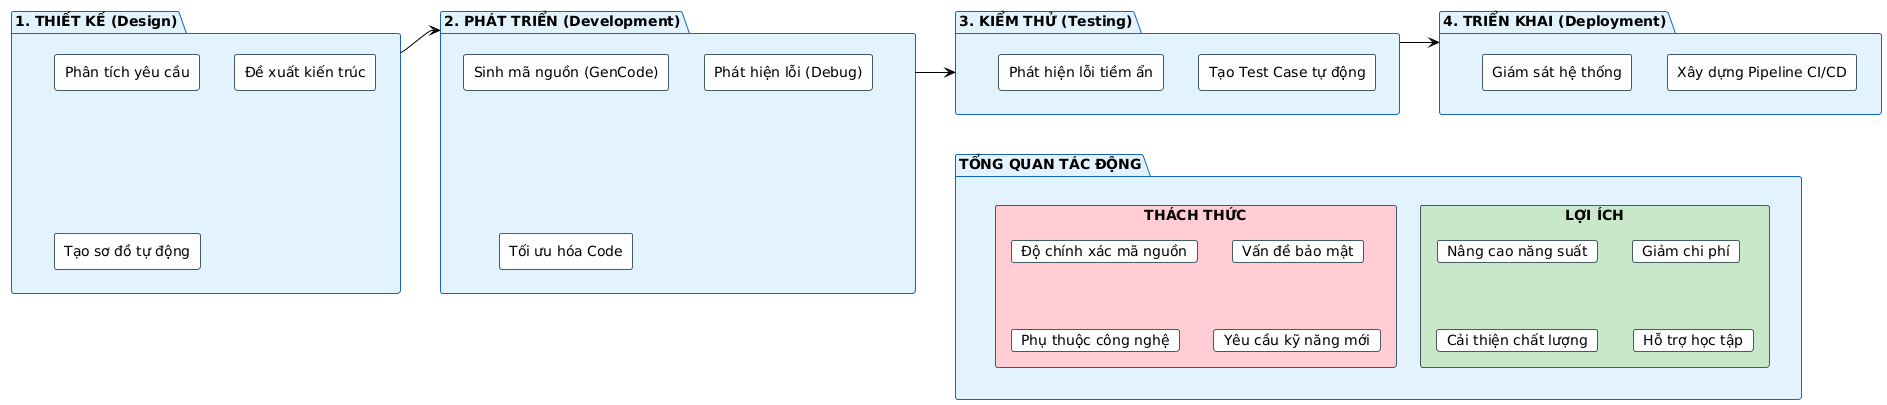 1. THIẾT KẾ (Design)
Phân tích yêu cầu
Đề xuất kiến trúc
Tạo sơ đồ tự động
2. PHÁT TRIỂN (Development)
Sinh mã nguồn (GenCode)
Phát hiện lỗi (Debug)
Tối ưu hóa Code
3. KIỂM THỬ (Testing)
Phát hiện lỗi tiềm ẩn
Tạo Test Case tự động
4. TRIỂN KHAI (Deployment)
Giám sát hệ thống
Xây dựng Pipeline CI/CD
TỔNG QUAN TÁC ĐỘNG
THÁCH THỨC
Độ chính xác mã nguồn
Vấn đề bảo mật
Phụ thuộc công nghệ
Yêu cầu kỹ năng mới
LỢI ÍCH
Nâng cao năng suất
Giảm chi phí
Cải thiện chất lượng
Hỗ trợ học tập